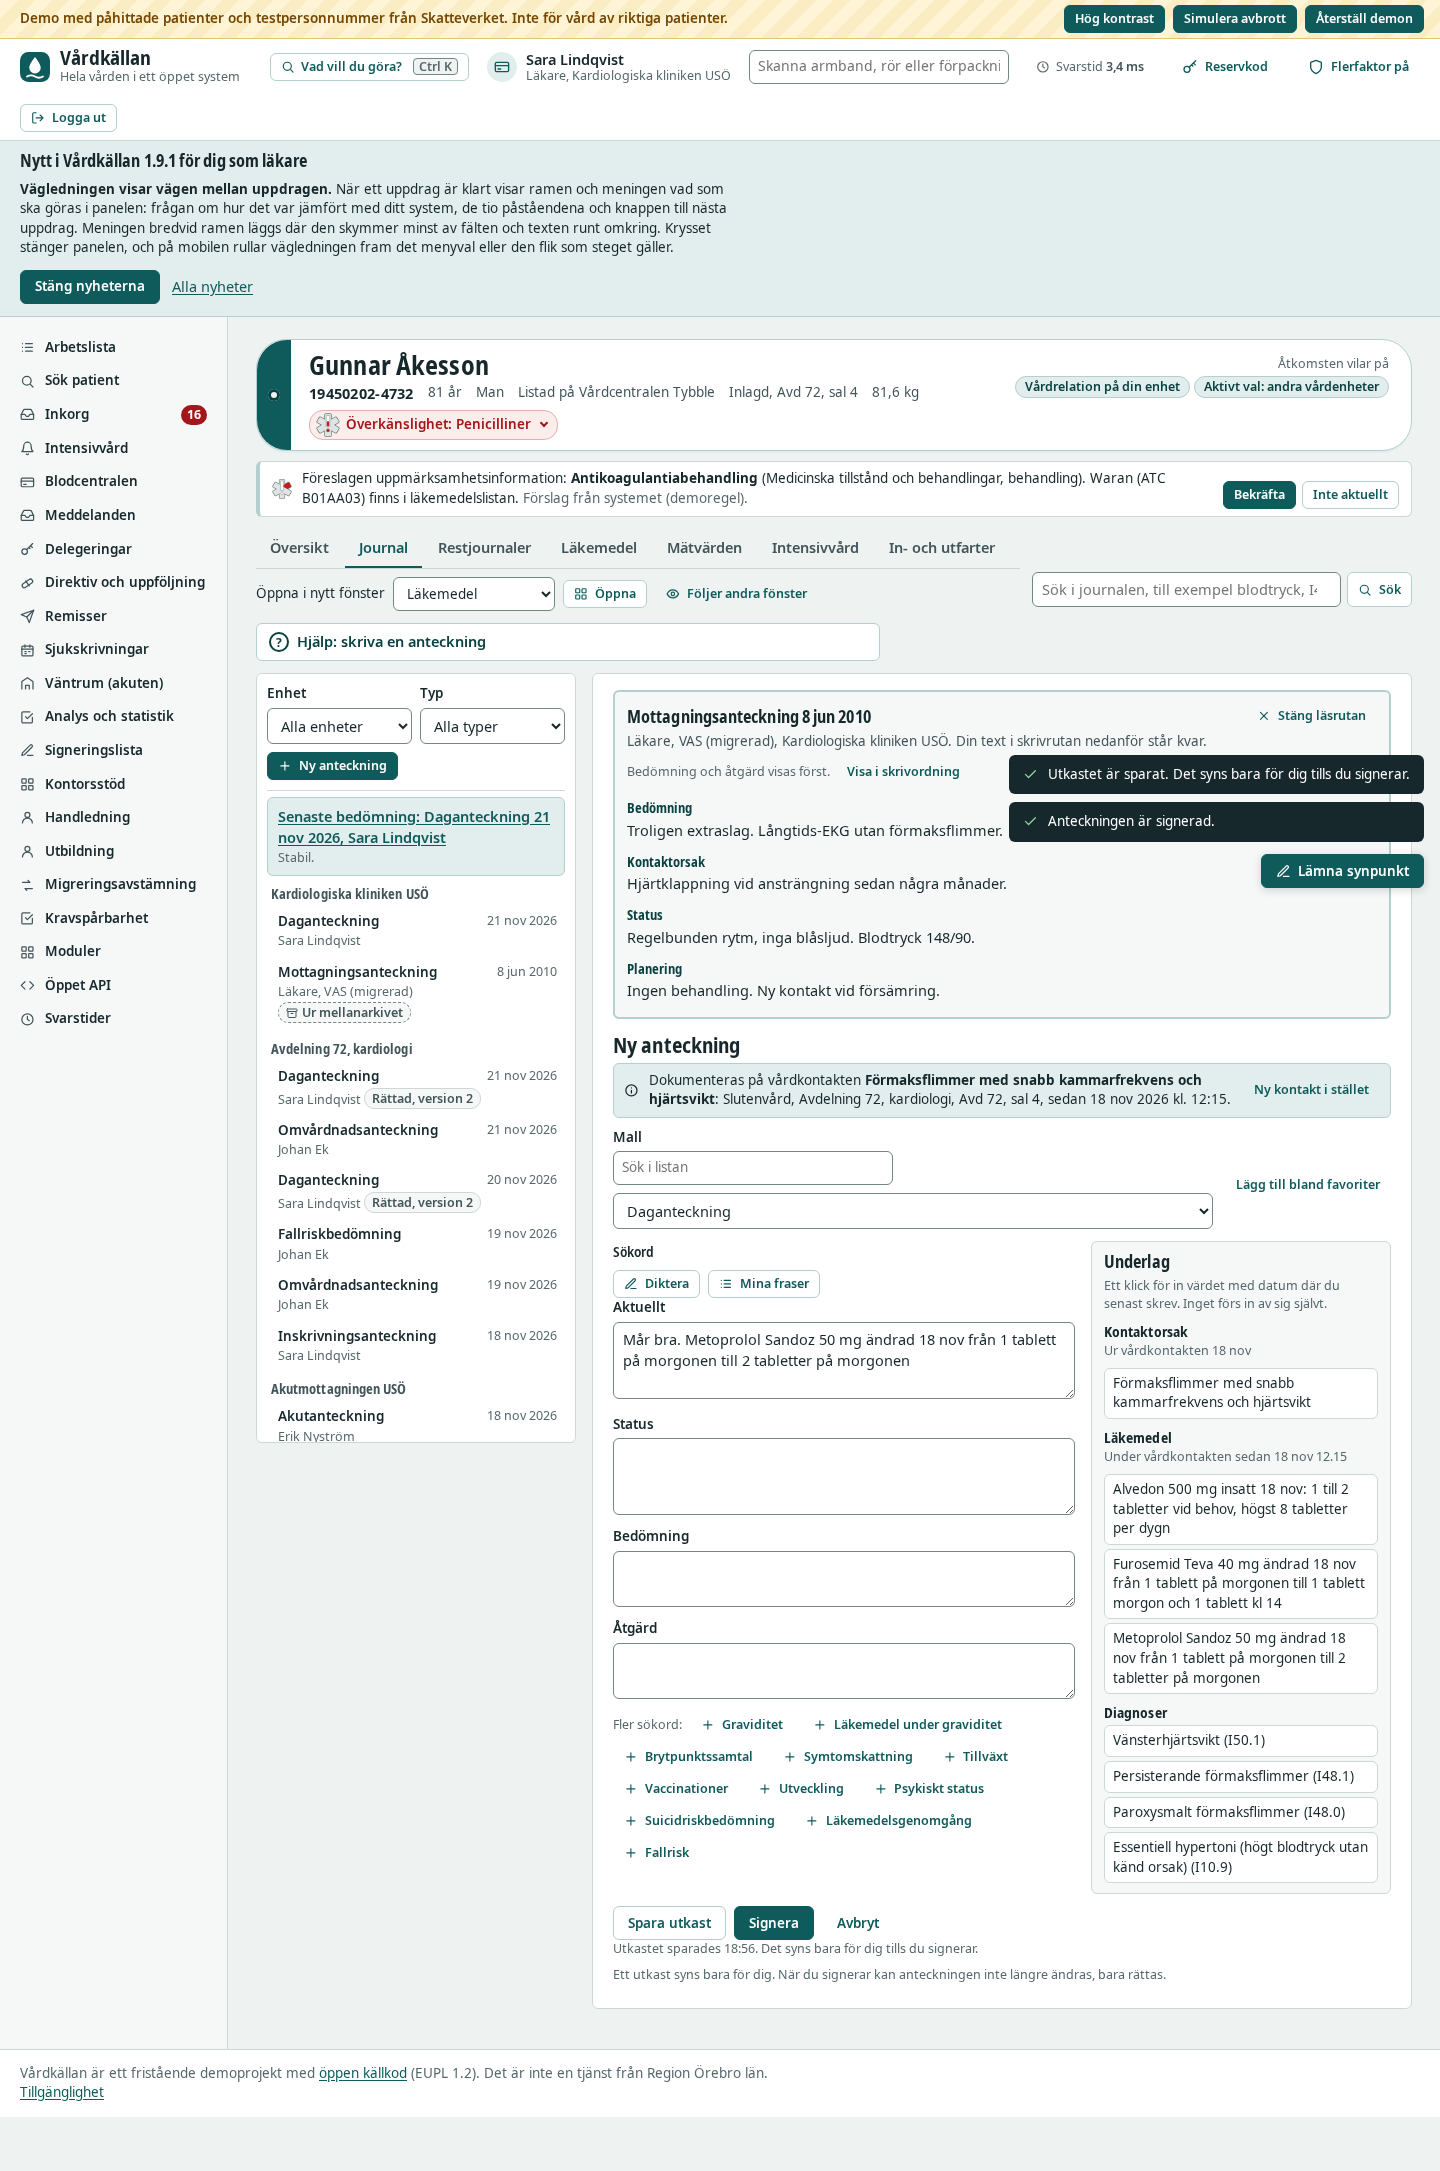 Demo med påhittade patienter och testpersonnummer från Skatteverket. Inte för vård av riktiga patienter.
Hög kontrast
Simulera avbrott
Återställ demon
Vårdkällan
Hela vården i ett öppet system
Vad vill du göra? Ctrl K
Sara Lindqvist
Läkare, Kardiologiska kliniken USÖ
Skanna armband, rör eller förpackni
Svarstid 3,4 ms
Reservkod
Flerfaktor på
Logga ut
Nytt i Vårdkällan 1.9.1 för dig som läkare
Vägledningen visar vägen mellan uppdragen. När ett uppdrag är klart visar ramen och meningen vad som
ska göras i panelen: frågan om hur det var jämfört med ditt system, de tio påståendena och knappen till nästa
uppdrag. Meningen bredvid ramen läggs där den skymmer minst av fälten och texten runt omkring. Krysset
stänger panelen, och på mobilen rullar vägledningen fram det menyval eller den flik som steget gäller.
Stäng nyheterna
Alla nyheter
Arbetslista
Sök patient
Inkorg 16
Intensivvård
Blodcentralen
Meddelanden
Delegeringar
Direktiv och uppföljning
Remisser
Sjukskrivningar
Väntrum (akuten)
Analys och statistik
Signeringslista
Kontorsstöd
Handledning
Utbildning
Migreringsavstämning
Kravspårbarhet
Moduler
Öppet API
Svarstider
Gunnar Åkesson
19450202-4732 81 år Man Listad på Vårdcentralen Tybble Inlagd, Avd 72, sal 4 81,6 kg
Överkänslighet: Penicilliner
Åtkomsten vilar på
Vårdrelation på din enhet
Aktivt val: andra vårdenheter
Föreslagen uppmärksamhetsinformation: Antikoagulantiabehandling (Medicinska tillstånd och behandlingar, behandling). Waran (ATC
B01AA03) finns i läkemedelslistan. Förslag från systemet (demoregel).
Bekräfta
Inte aktuellt
Översikt
Journal
Restjournaler
Läkemedel
Mätvärden
Intensivvård
In- och utfarter
Öppna i nytt fönster
Läkemedel
Öppna
Följer andra fönster
Sök i journalen, till exempel blodtryck, I4
Sök
? Hjälp: skriva en anteckning
Enhet
Typ
Alla enheter
Alla typer
Ny anteckning
Senaste bedömning: Daganteckning 21
nov 2026, Sara Lindqvist
Stabil.
Kardiologiska kliniken USÖ
Daganteckning 21 nov 2026
Sara Lindqvist
Mottagningsanteckning 8 jun 2010
Läkare, VAS (migrerad)
Ur mellanarkivet
Avdelning 72, kardiologi
Daganteckning 21 nov 2026
Sara Lindqvist Rättad, version 2
Omvårdnadsanteckning 21 nov 2026
Johan Ek
Daganteckning 20 nov 2026
Sara Lindqvist Rättad, version 2
Fallriskbedömning 19 nov 2026
Johan Ek
Omvårdnadsanteckning 19 nov 2026
Johan Ek
Inskrivningsanteckning 18 nov 2026
Sara Lindqvist
Akutmottagningen USÖ
Akutanteckning 18 nov 2026
Erik Nyström
Mottagningsanteckning 8 jun 2010
Stäng läsrutan
Läkare, VAS (migrerad), Kardiologiska kliniken USÖ. Din text i skrivrutan nedanför står kvar.
Bedömning och åtgärd visas först. Visa i skrivordning
Utkastet är sparat. Det syns bara för dig tills du signerar.
Anteckningen är signerad.
Lämna synpunkt
Bedömning
Troligen extraslag. Långtids-EKG utan förmaksflimmer.
Kontaktorsak
Hjärtklappning vid ansträngning sedan några månader.
Status
Regelbunden rytm, inga blåsljud. Blodtryck 148/90.
Planering
Ingen behandling. Ny kontakt vid försämring.
Ny anteckning
Dokumenteras på vårdkontakten Förmaksflimmer med snabb kammarfrekvens och
hjärtsvikt: Slutenvård, Avdelning 72, kardiologi, Avd 72, sal 4, sedan 18 nov 2026 kl. 12:15.
Ny kontakt i stället
Mall
Sök i listan
Daganteckning
Lägg till bland favoriter
Sökord
Diktera
Mina fraser
Aktuellt
Mår bra. Metoprolol Sandoz 50 mg ändrad 18 nov från 1 tablett
på morgonen till 2 tabletter på morgonen
Status
Bedömning
Åtgärd
Fler sökord: Graviditet Läkemedel under graviditet
Brytpunktssamtal Symtomskattning Tillväxt
Vaccinationer Utveckling Psykiskt status
Suicidriskbedömning Läkemedelsgenomgång
Fallrisk
Underlag
Ett klick för in värdet med datum där du
senast skrev. Inget förs in av sig självt.
Kontaktorsak
Ur vårdkontakten 18 nov
Förmaksflimmer med snabb
kammarfrekvens och hjärtsvikt
Läkemedel
Under vårdkontakten sedan 18 nov 12.15
Alvedon 500 mg insatt 18 nov: 1 till 2
tabletter vid behov, högst 8 tabletter
per dygn
Furosemid Teva 40 mg ändrad 18 nov
från 1 tablett på morgonen till 1 tablett
morgon och 1 tablett kl 14
Metoprolol Sandoz 50 mg ändrad 18
nov från 1 tablett på morgonen till 2
tabletter på morgonen
Diagnoser
Vänsterhjärtsvikt (I50.1)
Persisterande förmaksflimmer (I48.1)
Paroxysmalt förmaksflimmer (I48.0)
Essentiell hypertoni (högt blodtryck utan
känd orsak) (I10.9)
Spara utkast
Signera
Avbryt
Utkastet sparades 18:56. Det syns bara för dig tills du signerar.
Ett utkast syns bara för dig. När du signerar kan anteckningen inte längre ändras, bara rättas.
Vårdkällan är ett fristående demoprojekt med öppen källkod (EUPL 1.2). Det är inte en tjänst från Region Örebro län.
Tillgänglighet